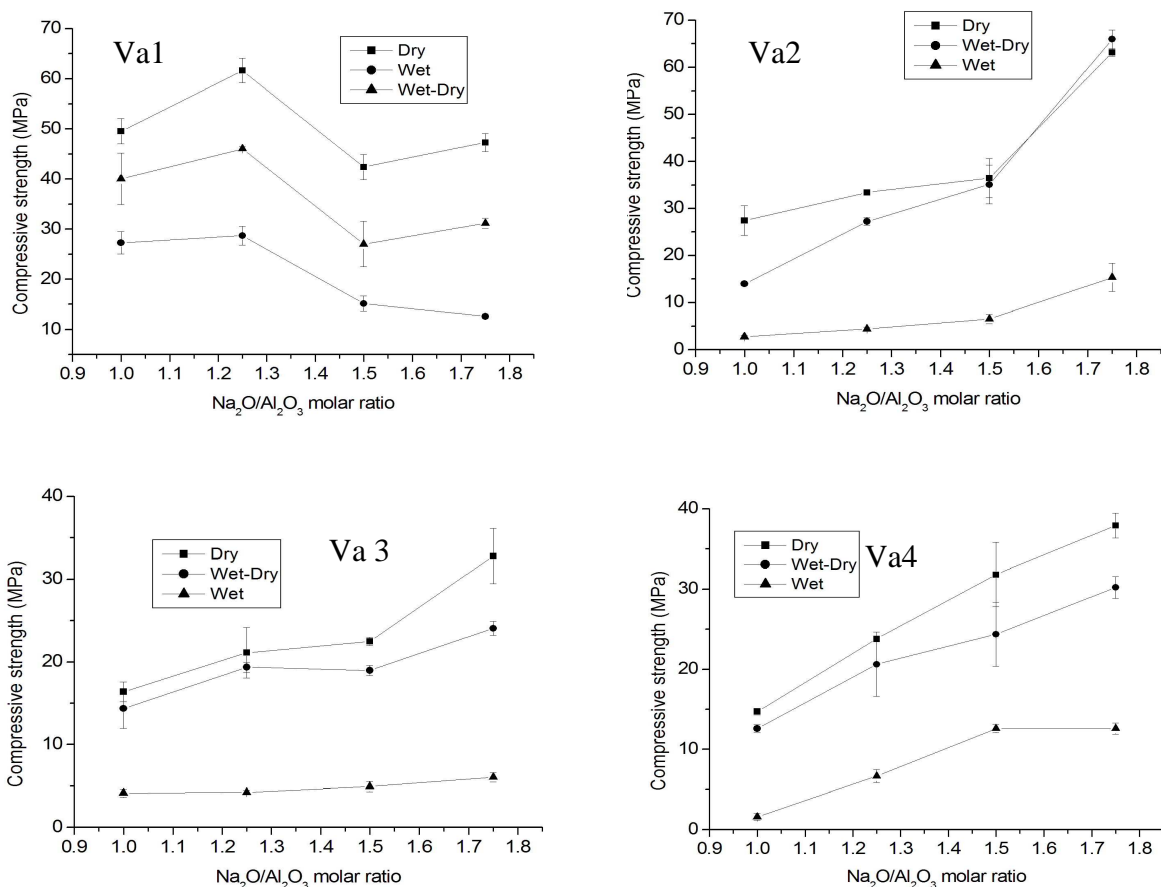 Va1
Dry
Wet
Wet-Dry
Compressive strength (MPa)
70
60
50
40
30
20
10
0.9 1.0 1.1 1.2 1.3 1.4 1.5 1.6 1.7 1.8
Na₂O/Al₂O₃ molar ratio
Va2
Dry
Wet-Dry
Wet
Compressive strength (MPa)
70
60
50
40
30
20
10
0
0.9 1.0 1.1 1.2 1.3 1.4 1.5 1.6 1.7 1.8
Na₂O/Al₂O₃ molar ratio
Va 3
Dry
Wet-Dry
Wet
Compressive strength (MPa)
40
30
20
10
0
0.9 1.0 1.1 1.2 1.3 1.4 1.5 1.6 1.7 1.8
Na₂O/Al₂O₃ molar ratio
Va4
Dry
Wet-Dry
Wet
Compressive strength (MPa)
40
30
20
10
0
0.9 1.0 1.1 1.2 1.3 1.4 1.5 1.6 1.7 1.8
Na₂O/Al₂O₃ molar ratio